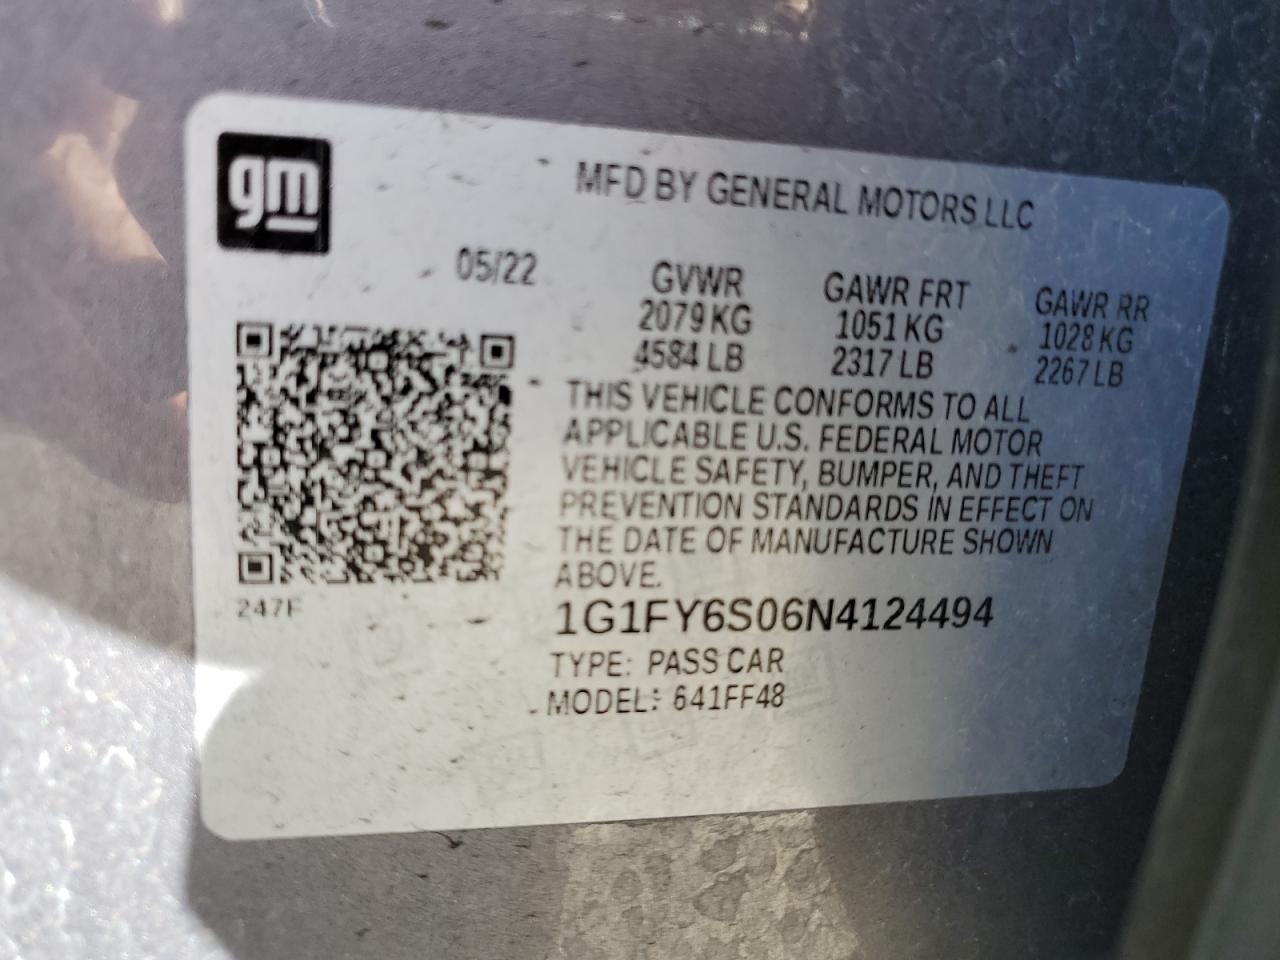 gm
MFD BY GENERAL MOTORS LLC
05/22
GVWR GAWR FRT GAWR RR
2079 KG 1051 KG 1028 KG
4584 LB 2317 LB 2267 LB
THIS VEHICLE CONFORMS TO ALL
APPLICABLE U.S. FEDERAL MOTOR
VEHICLE SAFETY, BUMPER, AND THEFT
PREVENTION STANDARDS IN EFFECT ON
THE DATE OF MANUFACTURE SHOWN
ABOVE.
247F
1G1FY6S06N4124494
TYPE: PASS CAR
MODEL: 641FF48